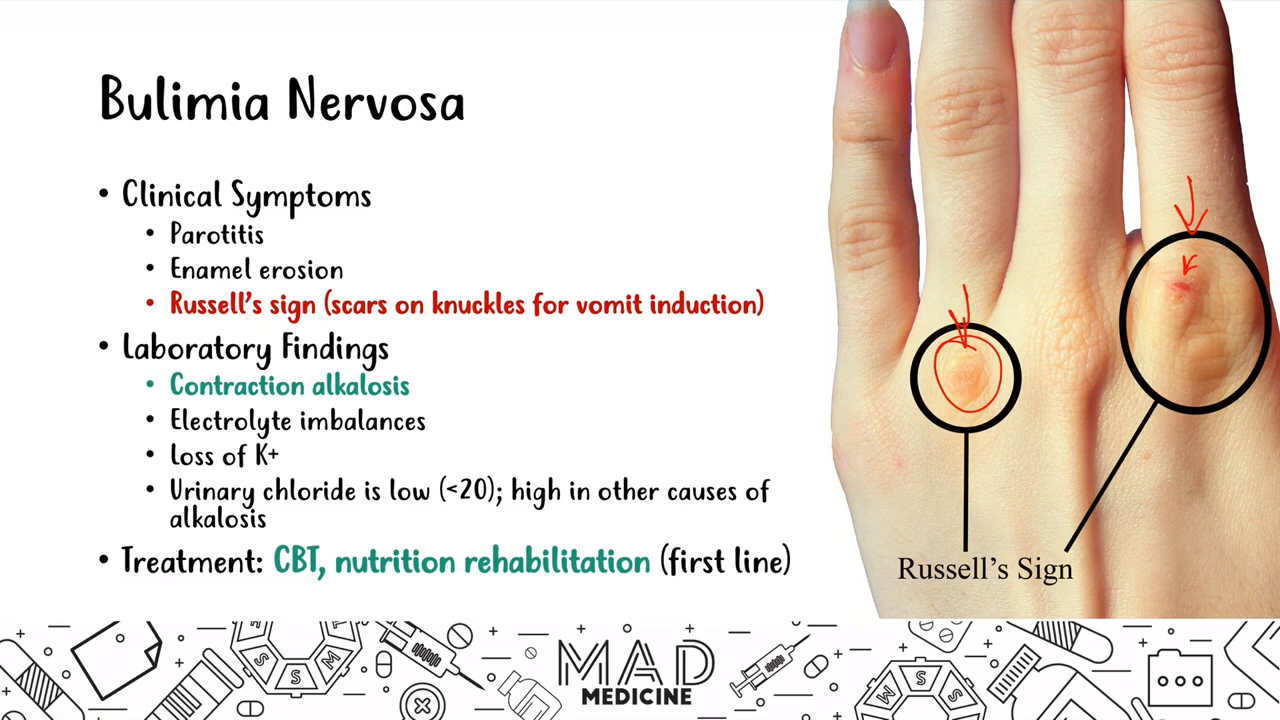 Bulimia Nervosa
• Clinical Symptoms
• Parotitis
• Enamel erosion
• Russell's sign (scars on knuckles for vomit induction)
• Laboratory Findings
• Contraction alkalosis
• Electrolyte imbalances
• Loss of K+
• Urinary chloride is low (<20); high in other causes of
alkalosis
• Treatment: CBT, nutrition rehabilitation (first line)
Russell's Sign
MAD
MEDICINE
S
S
M
M
S
S